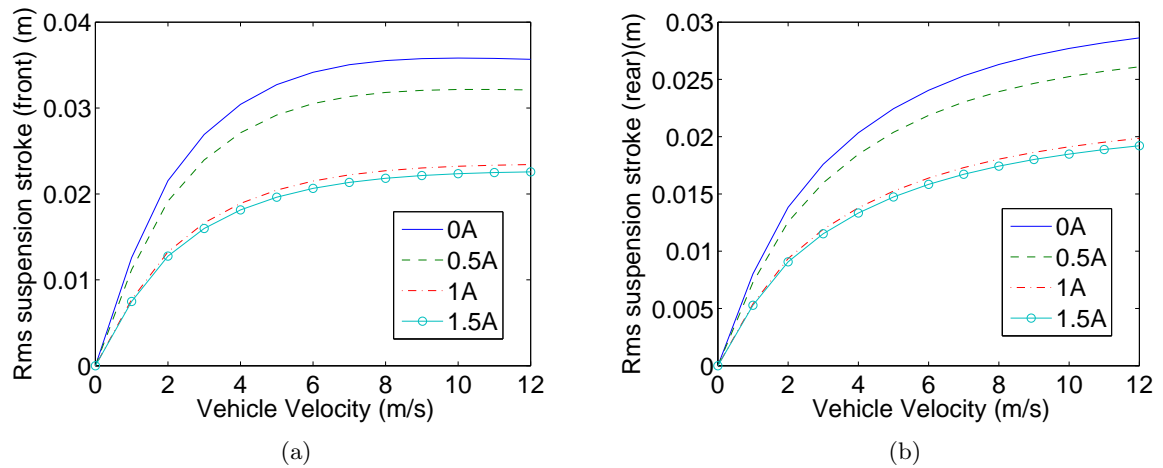 Rms suspension stroke (front) (m)
0.04
0.03
0.02
0.01
0
0 2 4 6 8 10 12
Vehicle Velocity (m/s)
0A
0.5A
1A
1.5A
(a)
Rms suspension stroke (rear)(m)
0.03
0.025
0.02
0.015
0.01
0.005
0
0 2 4 6 8 10 12
Vehicle Velocity (m/s)
0A
0.5A
1A
1.5A
(b)